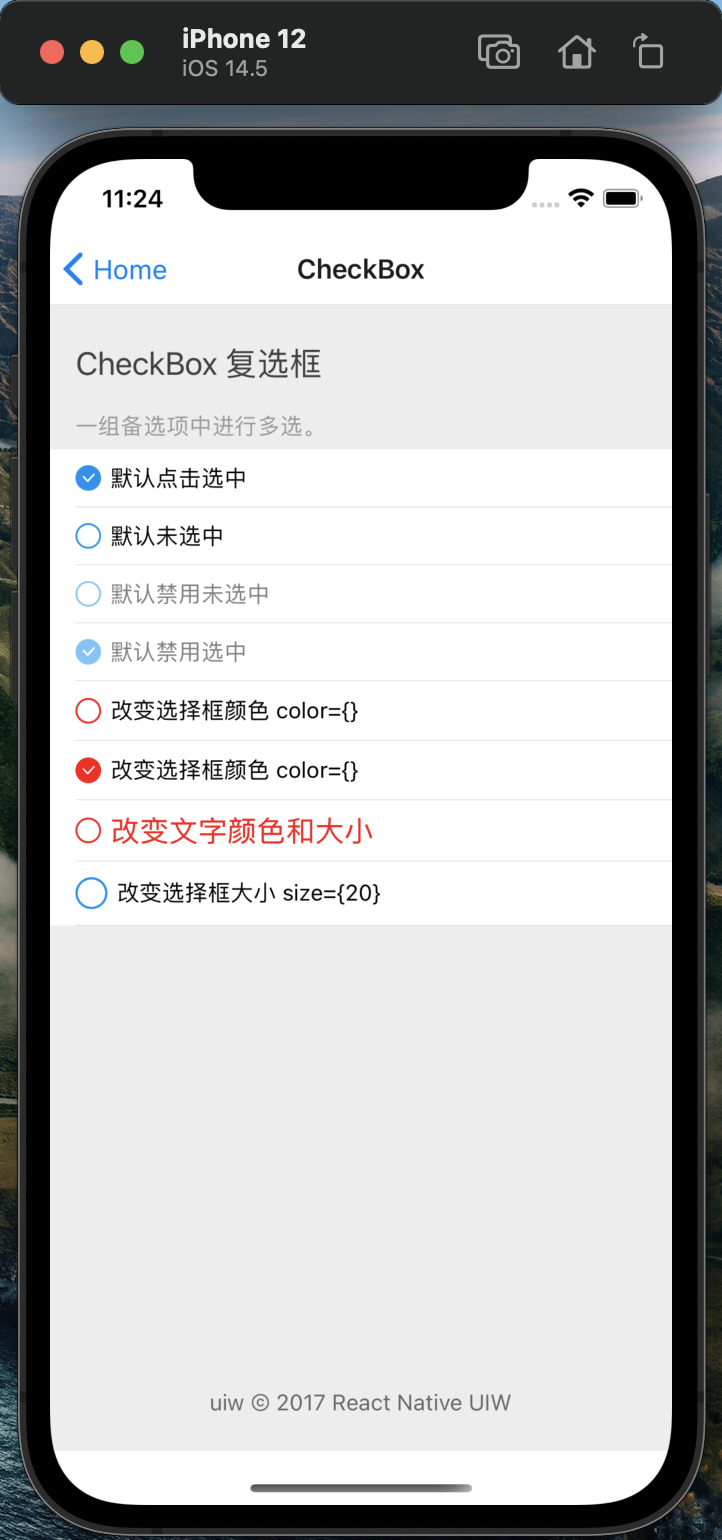 iPhone 12
iOS 14.5
11:24
Home
CheckBox
CheckBox 复选框
一组备选项中进行多选。
默认点击选中
默认未选中
默认禁用未选中
默认禁用选中
改变选择框颜色 color={}
改变选择框颜色 color={}
改变文字颜色和大小
改变选择框大小 size={20}
uiw © 2017 React Native UIW